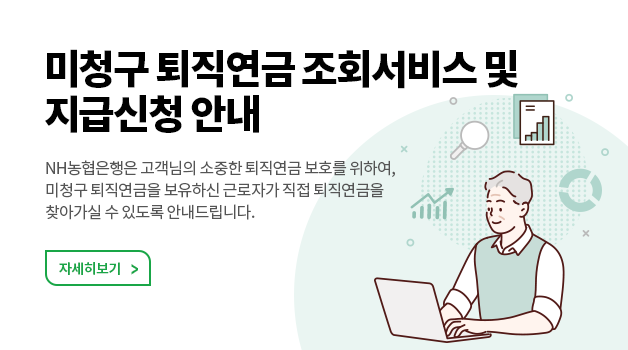 미청구 퇴직연금 조회서비스 및
지급신청 안내
NH농협은행은 고객님의 소중한 퇴직연금 보호를 위하여,
미청구 퇴직연금을 보유하신 근로자가 직접 퇴직연금을
찾아가실 수 있도록 안내드립니다.
자세히보기 >